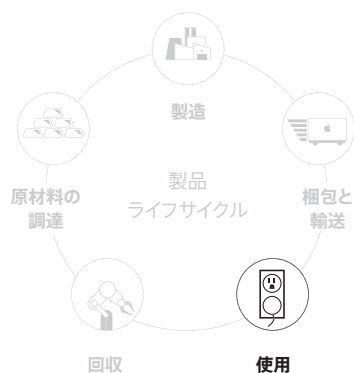 製造
原材料の
調達
製品
ライフサイクル
梱包と
輸送
回収
使用